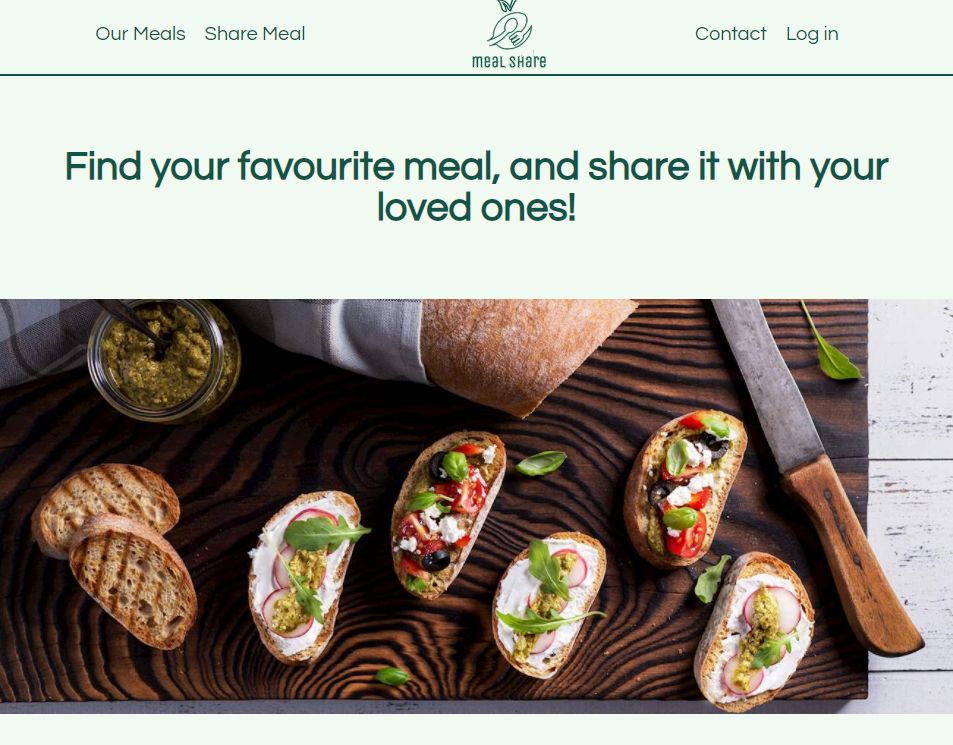 Our Meals Share Meal
meal share
Contact Log in
Find your favourite meal, and share it with your
loved ones!